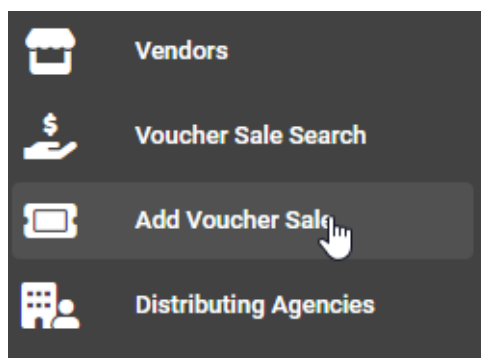 Vendors
$
Voucher Sale Search
Add Voucher Sale
Distributing Agencies